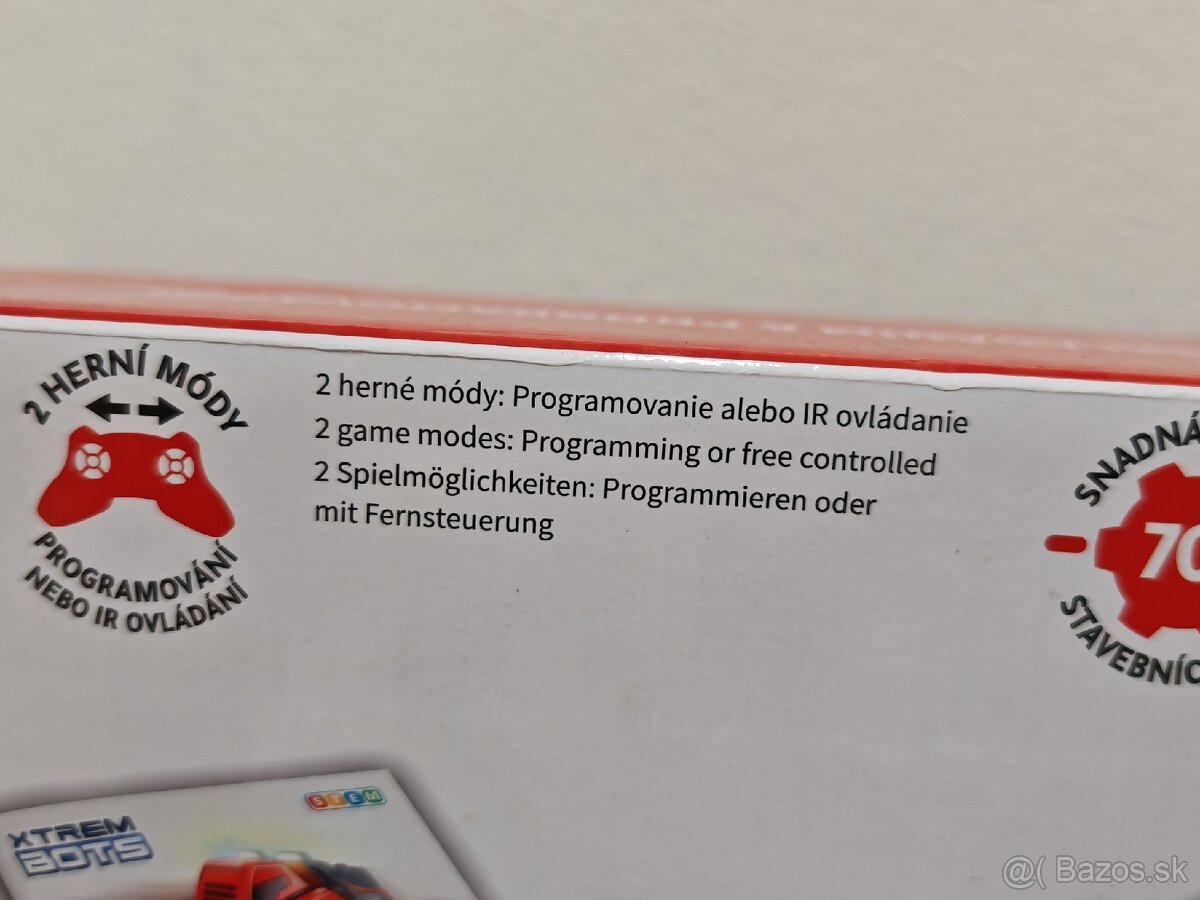 2 HERNÍ MÓDY
PROGRAMOVÁNÍ
NEBO IR OVLÁDÁNÍ
2 herné módy: Programovanie alebo IR ovládanie
2 game modes: Programming or free controlled
2 Spielmöglichkeiten: Programmieren oder
mit Fernsteuerung
SNADNÁ
70
STAVEBNÍC
XTREM
BOTS
STEM
@( Bazos.sk